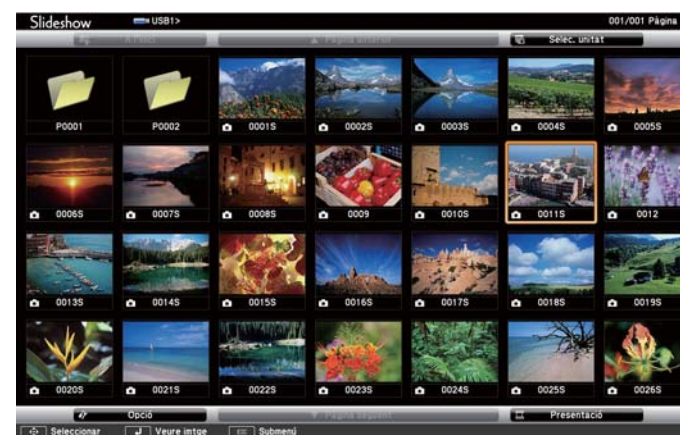 Slideshow USB1> 001/001 Pàgina
A l'inici Pàgina anterior Selec. unitat
P0001 P0002 0001S 0002S 0003S 0004S 0005S
0006S 0007S 0008S 0009 0010S 0011S 0012
0013S 0014S 0015S 0016S 0017S 0018S 0019S
0020S 0021S 0022S 0023S 0024S 0025S 0026S
Opció Pàgina següent Presentació
Seleccionar Veure imtge Esc Submenú